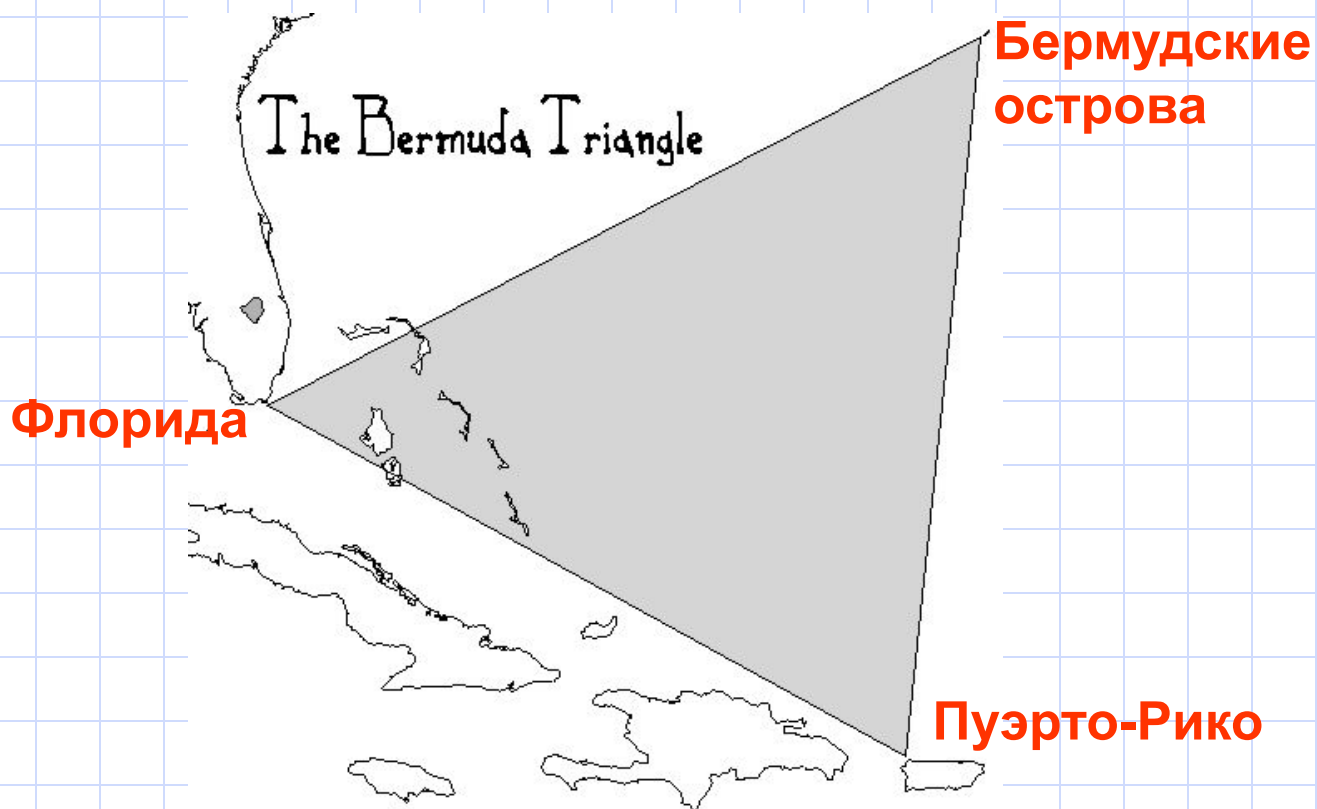 Бермудские
острова
The Bermuda Triangle
Флорида
Пуэрто-Рико